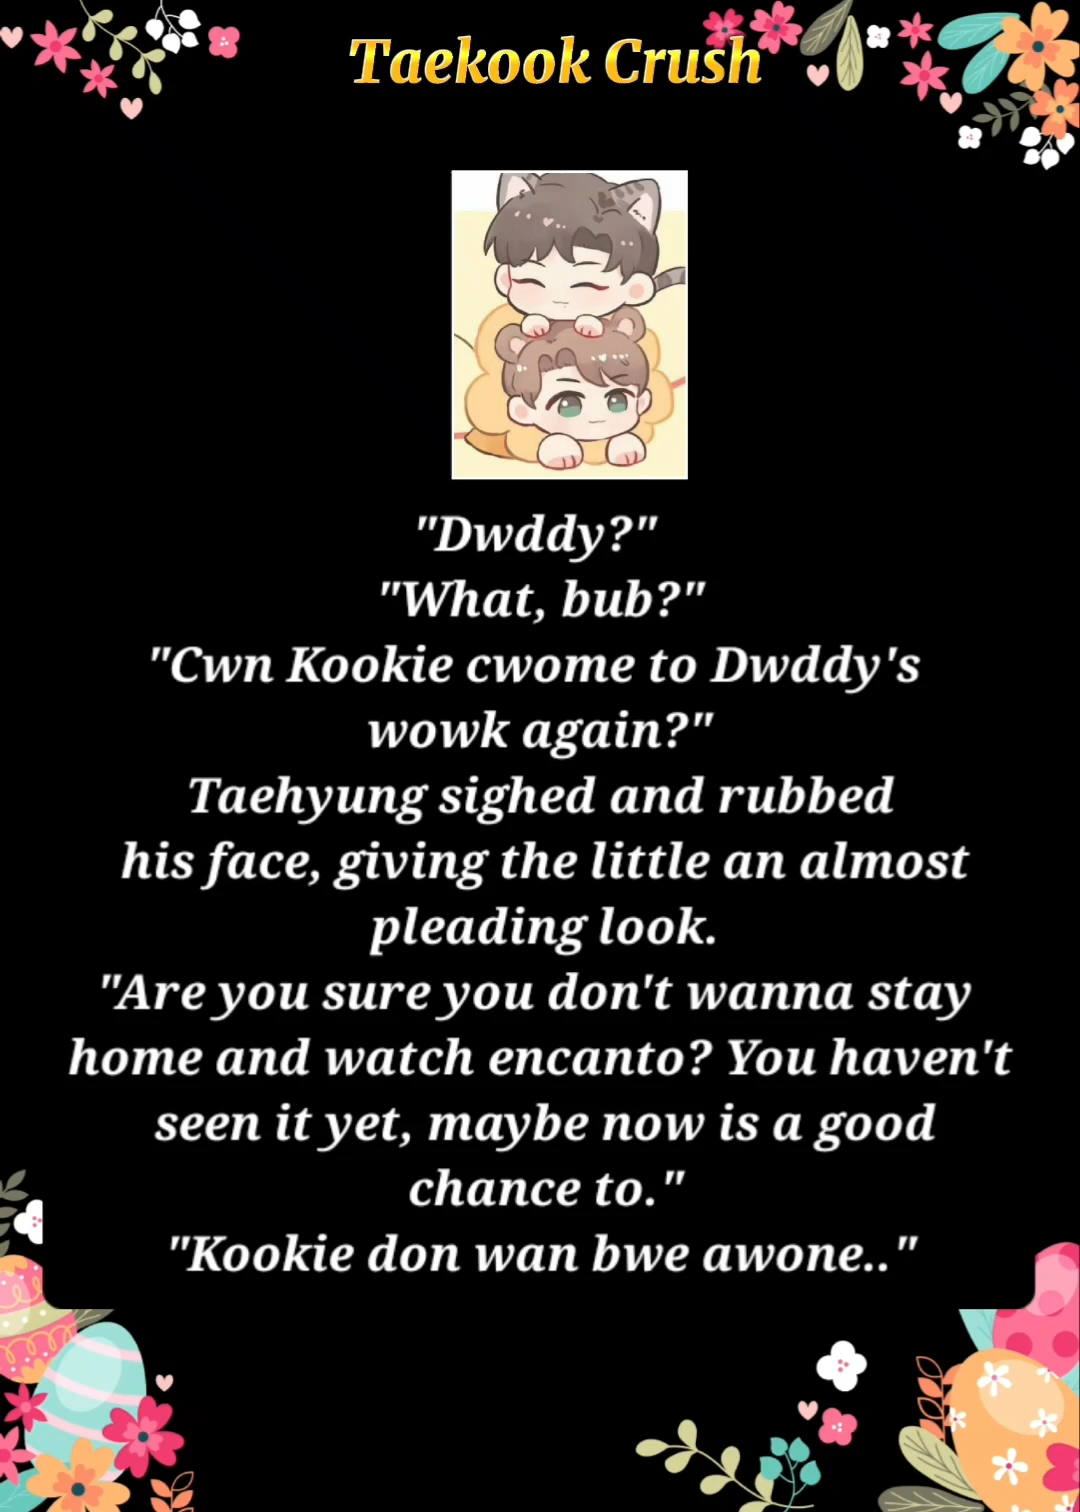 Taekook Crush
"Dwddy?"
"What, bub?"
"Cwn Kookie cwome to Dwddy's
wowk again?"
Taehyung sighed and rubbed
his face, giving the little an almost
pleading look.
"Are you sure you don't wanna stay
home and watch encanto? You haven't
seen it yet, maybe now is a good
chance to."
"Kookie don wan bwe awone.."